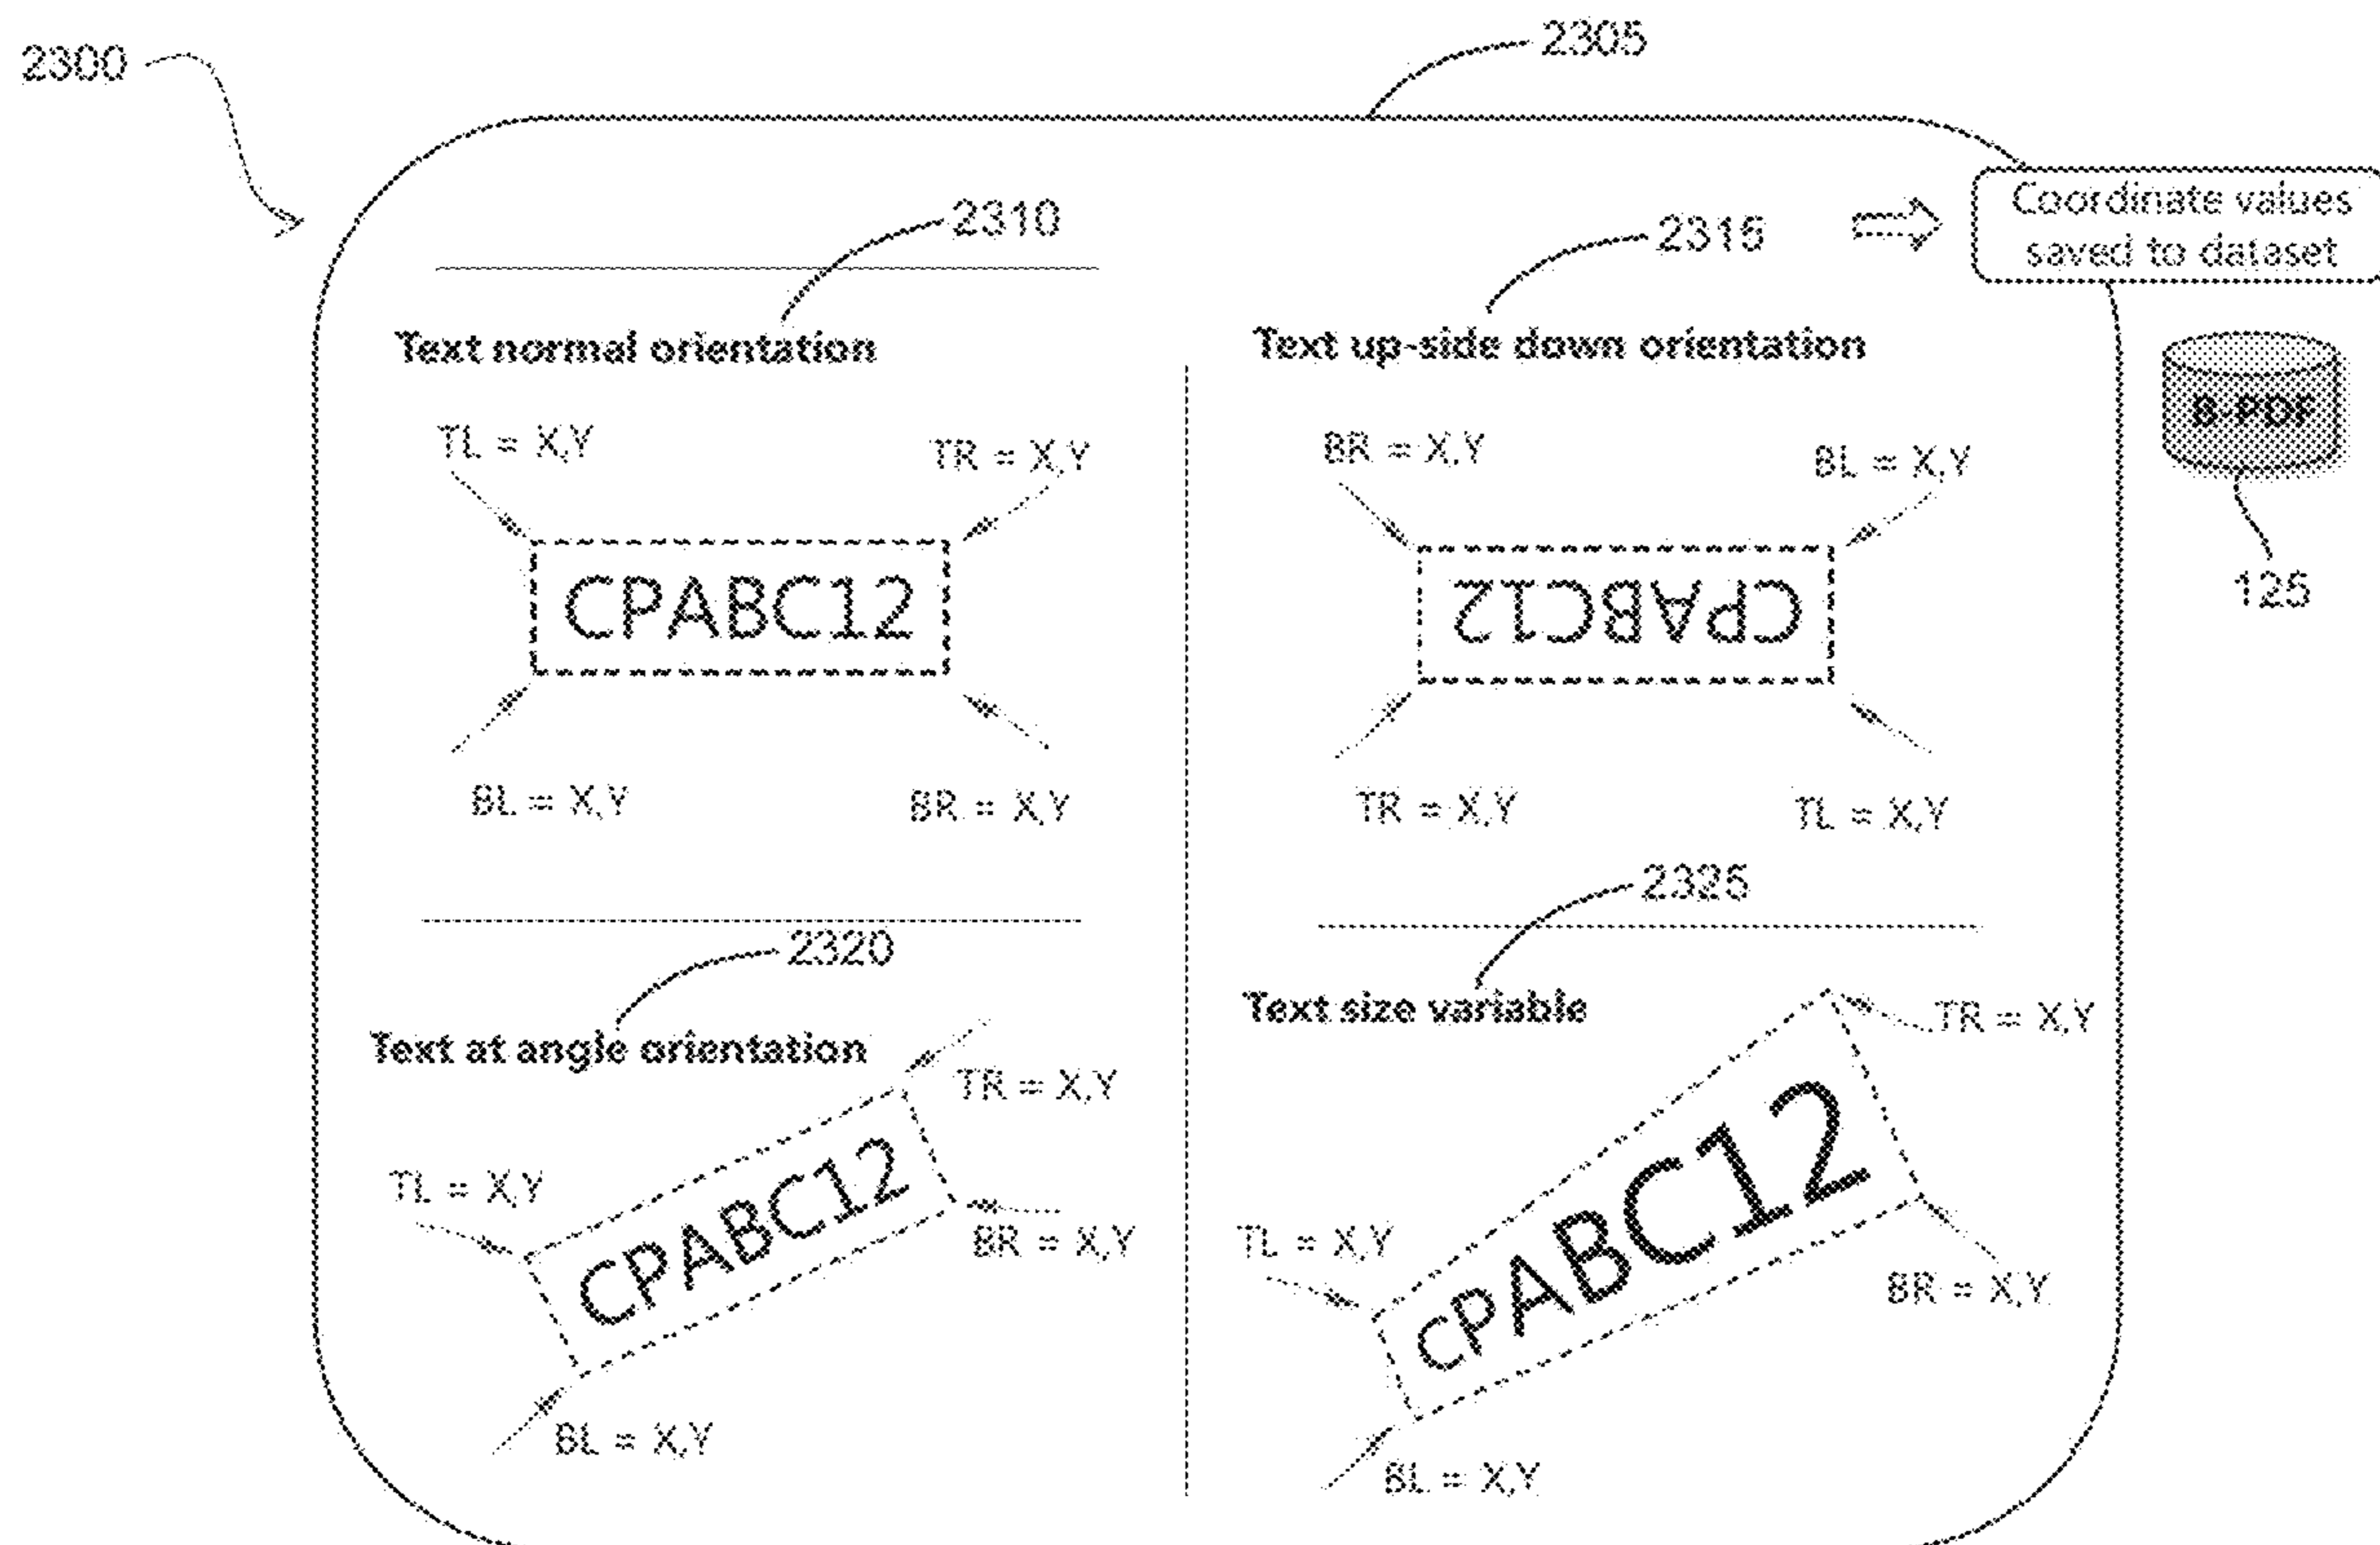 2300
2305
2310
2315
Coordinate values
saved to dataset
Text normal orientation
Text up-side down orientation
B-PDF
125
TL = X,Y
TR = X,Y
BR = X,Y
BL = X,Y
CPABC12
CPABC12
BL = X,Y
BR = X,Y
TR = X,Y
TL = X,Y
2320
2325
Text at angle orientation
Text size variable
TR = X,Y
TR = X,Y
TL = X,Y
CPABC12
BR = X,Y
TL = X,Y
CPABC12
BR = X,Y
BL = X,Y
BL = X,Y